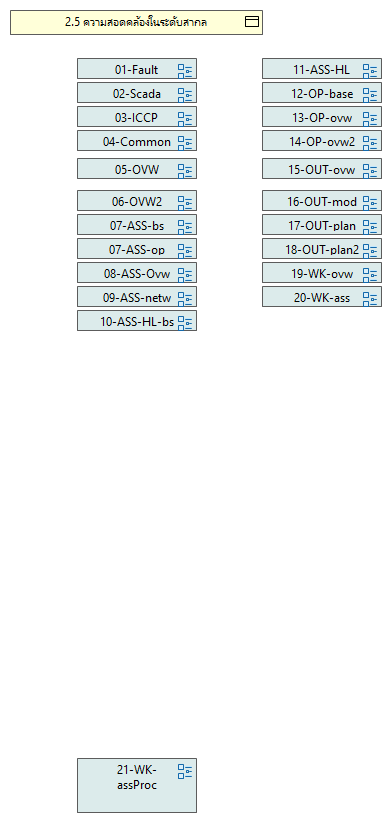 2.5 ความสอดคล้องในระดับสากล
01-Fault
02-Scada
03-ICCP
04-Common
05-OVW
06-OVW2
07-ASS-bs
07-ASS-op
08-ASS-Ovw
09-ASS-netw
10-ASS-HL-bs
11-ASS-HL
12-OP-base
13-OP-ovw
14-OP-ovw2
15-OUT-ovw
16-OUT-mod
17-OUT-plan
18-OUT-plan2
19-WK-ovw
20-WK-ass
21-WK-
assProc